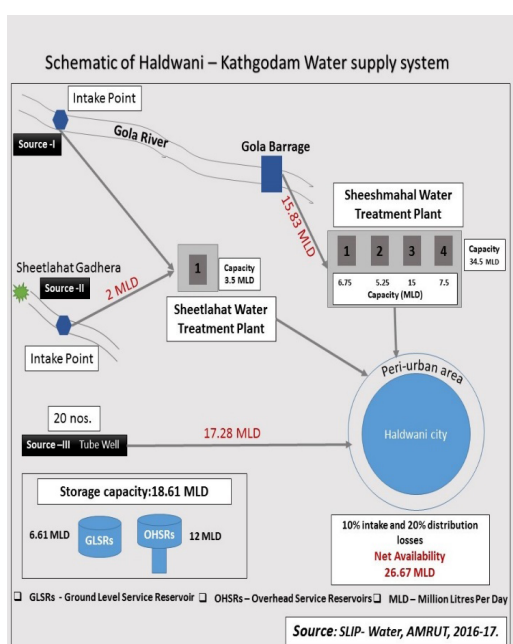 Schematic of Haldwani – Kathgodam Water supply system
Intake Point
Gola River
Source -I
Gola Barrage
15.83 MLD
Sheeshmahal Water
Treatment Plant
1 2 3 4
6.75 5.25 15 7.5
Capacity (MLD)
Capacity
34.5 MLD
1
Capacity
3.5 MLD
Sheetlahat Water
Treatment Plant
Sheetlahat Gadhera
Source -II
2 MLD
Intake Point
Peri-urban area
Haldwani city
20 nos.
Source –III Tube Well
17.28 MLD
Storage capacity:18.61 MLD
6.61 MLD
GLSRs
OHSRs
12 MLD
10% intake and 20% distribution
losses
Net Availability
26.67 MLD
❑ GLSRs - Ground Level Service Reservoir ❑ OHSRs – Overhead Service Reservoirs ❑ MLD – Million Litres Per Day
Source: SLIP- Water, AMRUT, 2016-17.